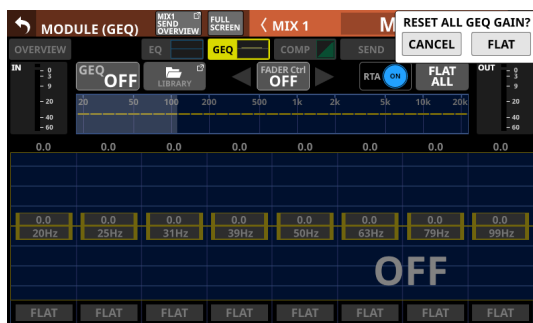 MODULE (GEQ)
MIX1
SEND
OVERVIEW
FULL
SCREEN
MIX 1
M
RESET ALL GEQ GAIN?
CANCEL FLAT
OVERVIEW EQ GEQ COMP SEND
IN 0 3 9 20 40 60
GEQ OFF
LIBRARY
FADER Ctrl
OFF
RTA ON
FLAT
ALL
OUT 0 3 9 20 40 60
20 50 100 200 500 1k 2k 5k 10k 20k
0.0 0.0 0.0 0.0 0.0 0.0 0.0 0.0
0.0 0.0 0.0 0.0 0.0 0.0 0.0 0.0
20Hz 25Hz 31Hz 39Hz 50Hz 63Hz 79Hz 99Hz
OFF
FLAT FLAT FLAT FLAT FLAT FLAT FLAT FLAT